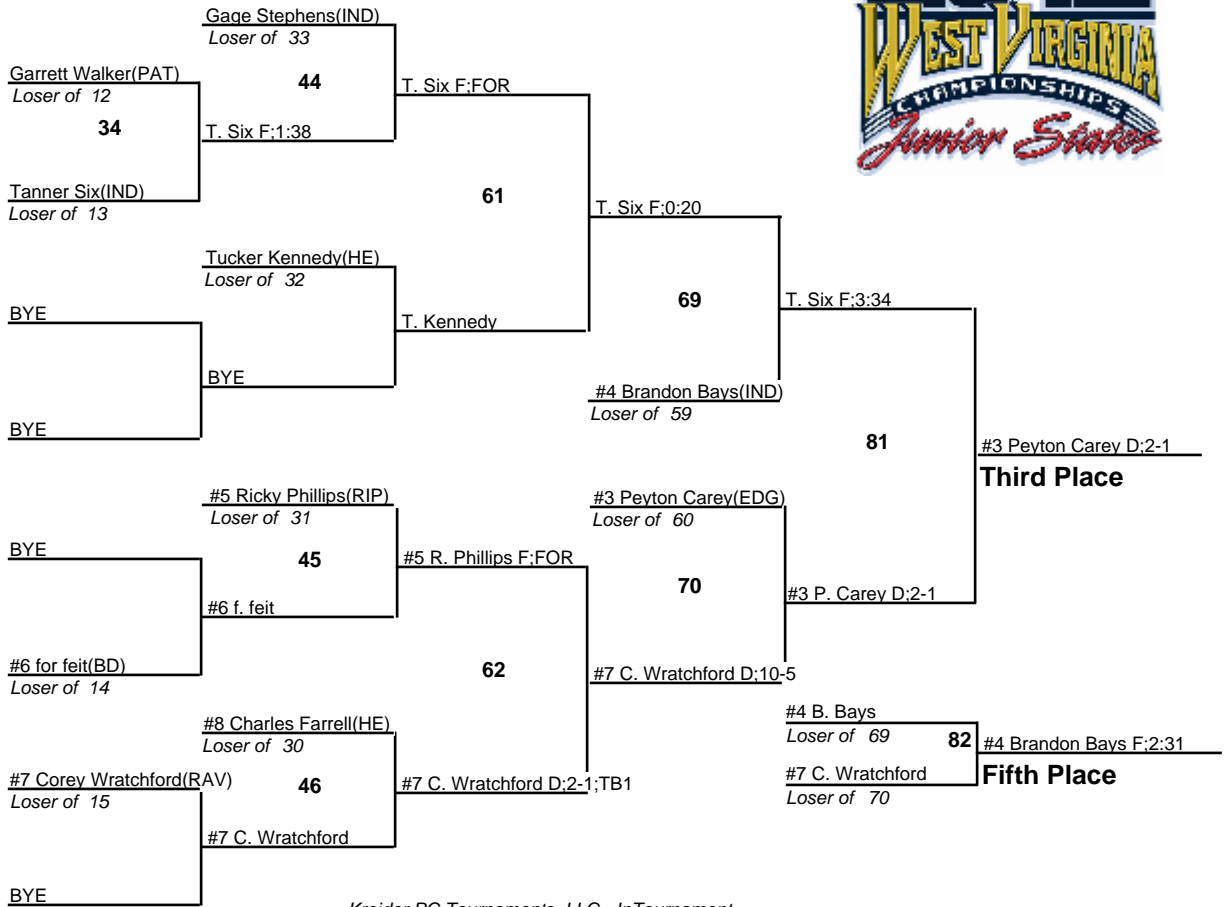 Gage Stephens(IND)
Loser of 33
WEST VIRGINIA
CHAMPIONSHIPS
Junior States
Garrett Walker(PAT)
Loser of 12
44
T. Six F;FOR
34
T. Six F;1:38
Tanner Six(IND)
Loser of 13
61
T. Six F;0:20
Tucker Kennedy(HE)
Loser of 32
69
T. Six F;3:34
BYE
T. Kennedy
BYE
#4 Brandon Bays(IND)
Loser of 59
BYE
81
#3 Peyton Carey D;2-1
Third Place
#5 Ricky Phillips(RIP)
Loser of 31
#3 Peyton Carey(EDG)
Loser of 60
BYE
45
#5 R. Phillips F;FOR
70
#6 f. feit
#3 P. Carey D;2-1
#6 for feit(BD)
Loser of 14
62
#7 C. Wratchford D;10-5
#8 Charles Farrell(HE)
Loser of 30
#4 B. Bays
Loser of 69
82
#4 Brandon Bays F;2:31
Fifth Place
#7 Corey Wratchford(RAV)
Loser of 15
46
#7 C. Wratchford D;2-1;TB1
#7 C. Wratchford
Loser of 70
#7 C. Wratchford
BYE